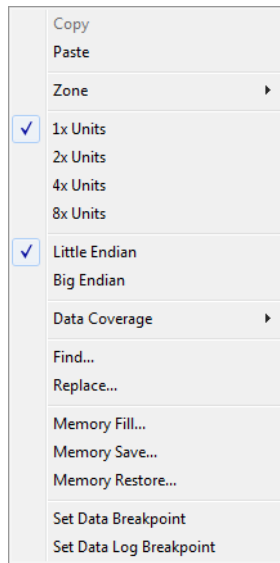 Copy
Paste
Zone
1x Units
2x Units
4x Units
8x Units
Little Endian
Big Endian
Data Coverage
Find...
Replace...
Memory Fill...
Memory Save...
Memory Restore...
Set Data Breakpoint
Set Data Log Breakpoint